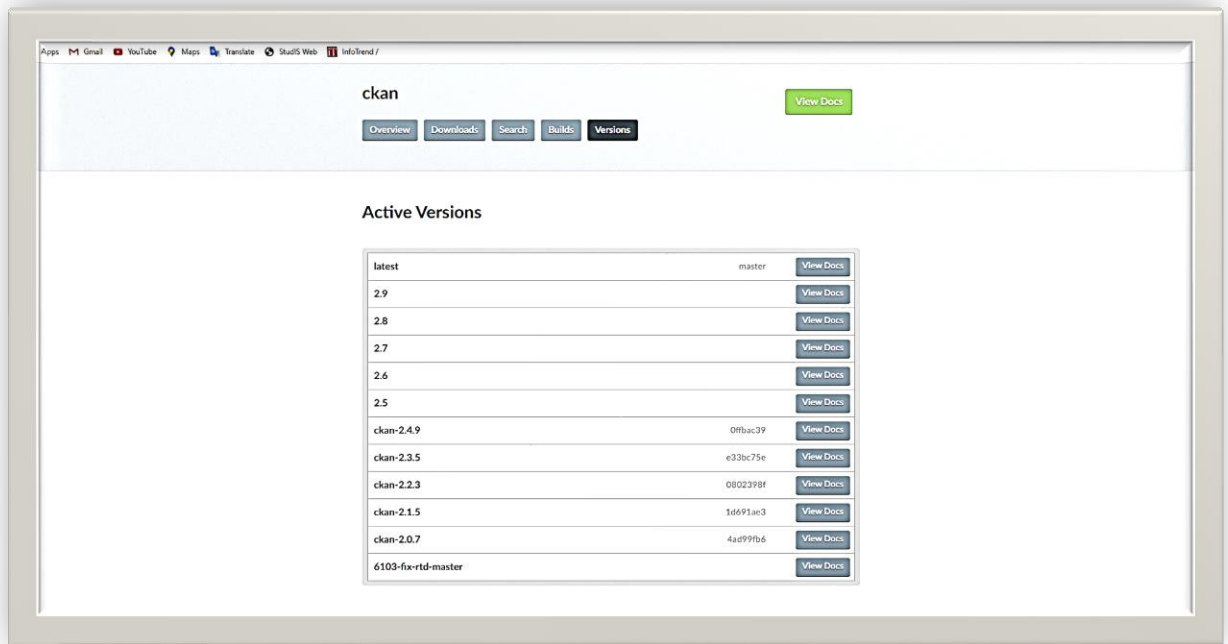 Apps Gmail YouTube Maps Translate StudIS Web InfoTrend /
ckan
View Docs
Overview Downloads Search Builds Versions
Active Versions
latest master View Docs
2.9 View Docs
2.8 View Docs
2.7 View Docs
2.6 View Docs
2.5 View Docs
ckan-2.4.9 0ffbac39 View Docs
ckan-2.3.5 e33bc75e View Docs
ckan-2.2.3 0802398f View Docs
ckan-2.1.5 1d691ae3 View Docs
ckan-2.0.7 4ad99fb6 View Docs
6103-fix-rtd-master View Docs